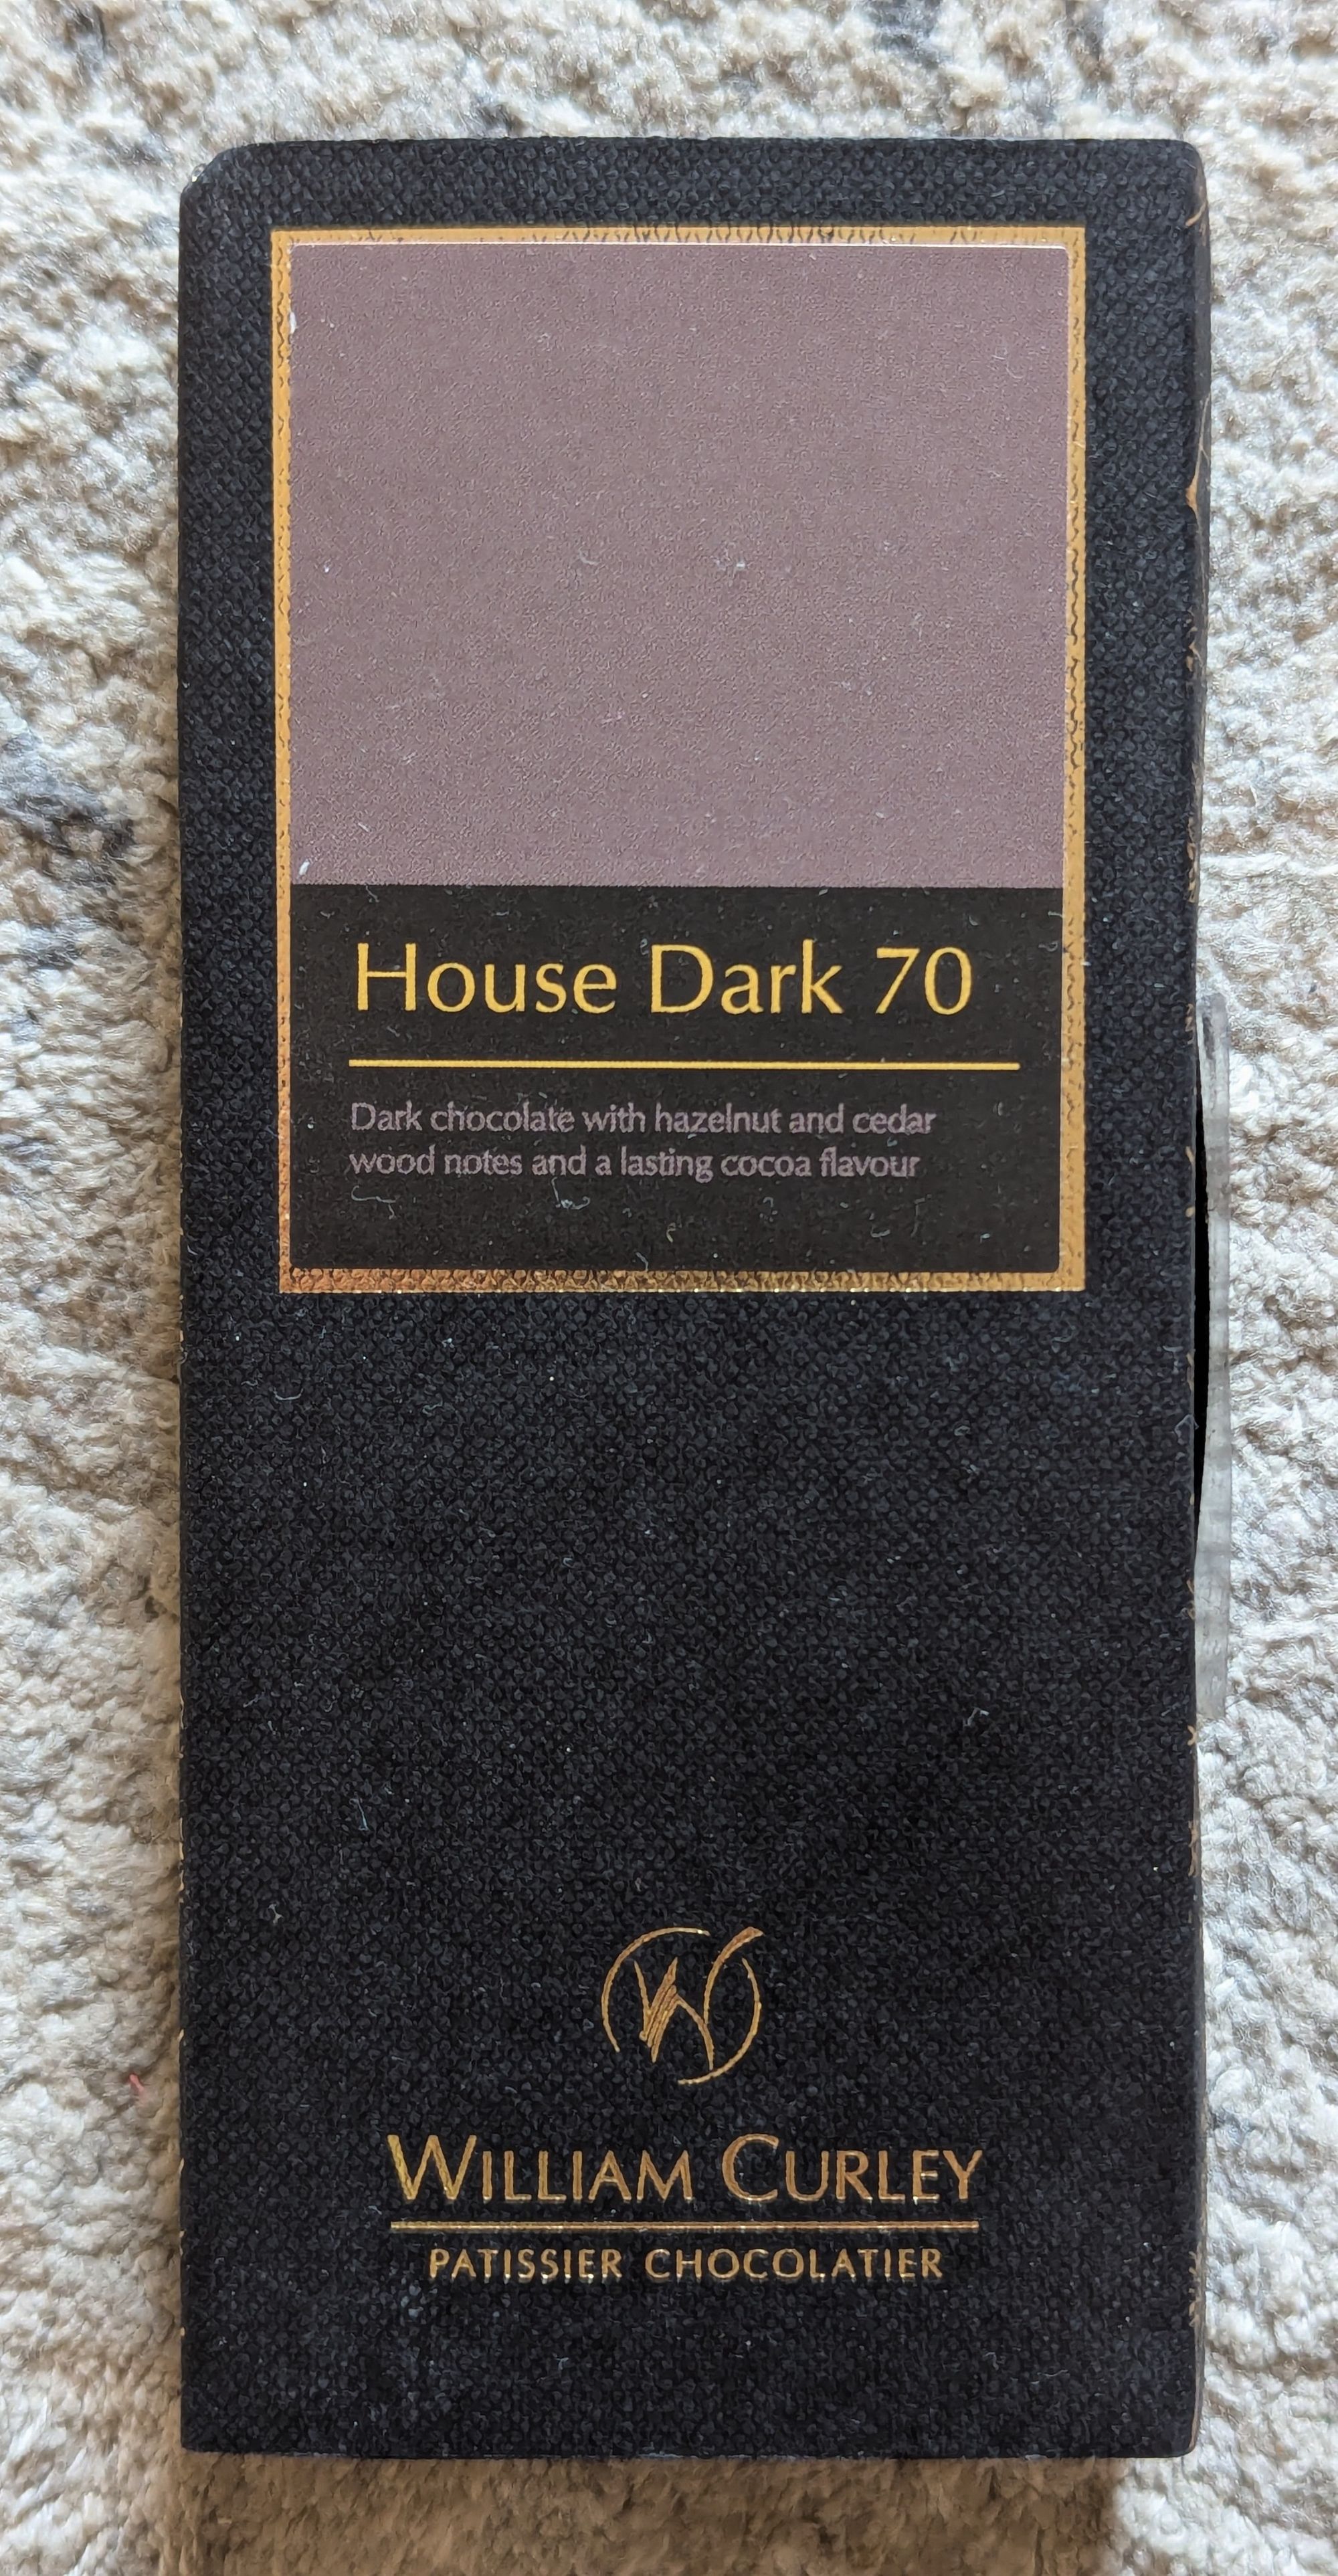 House Dark 70
Dark chocolate with hazelnut and cedar
wood notes and a lasting cocoa flavour
W
WILLIAM CURLEY
PATISSIER CHOCOLATIER